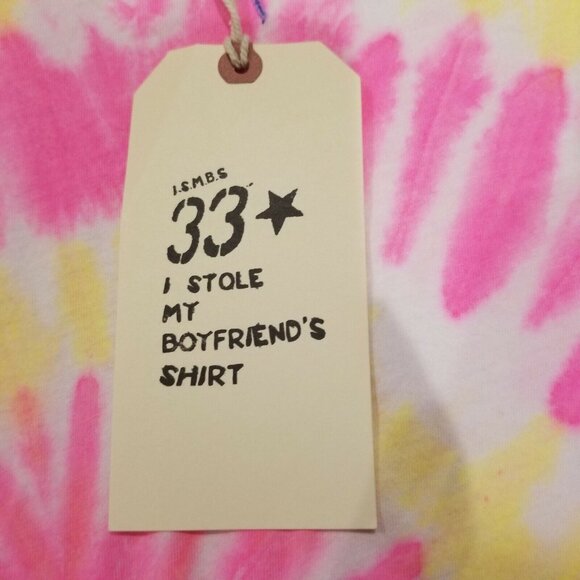 I.S.M.B.S
33 ★
I STOLE
MY
BOYFRIEND'S
SHIRT